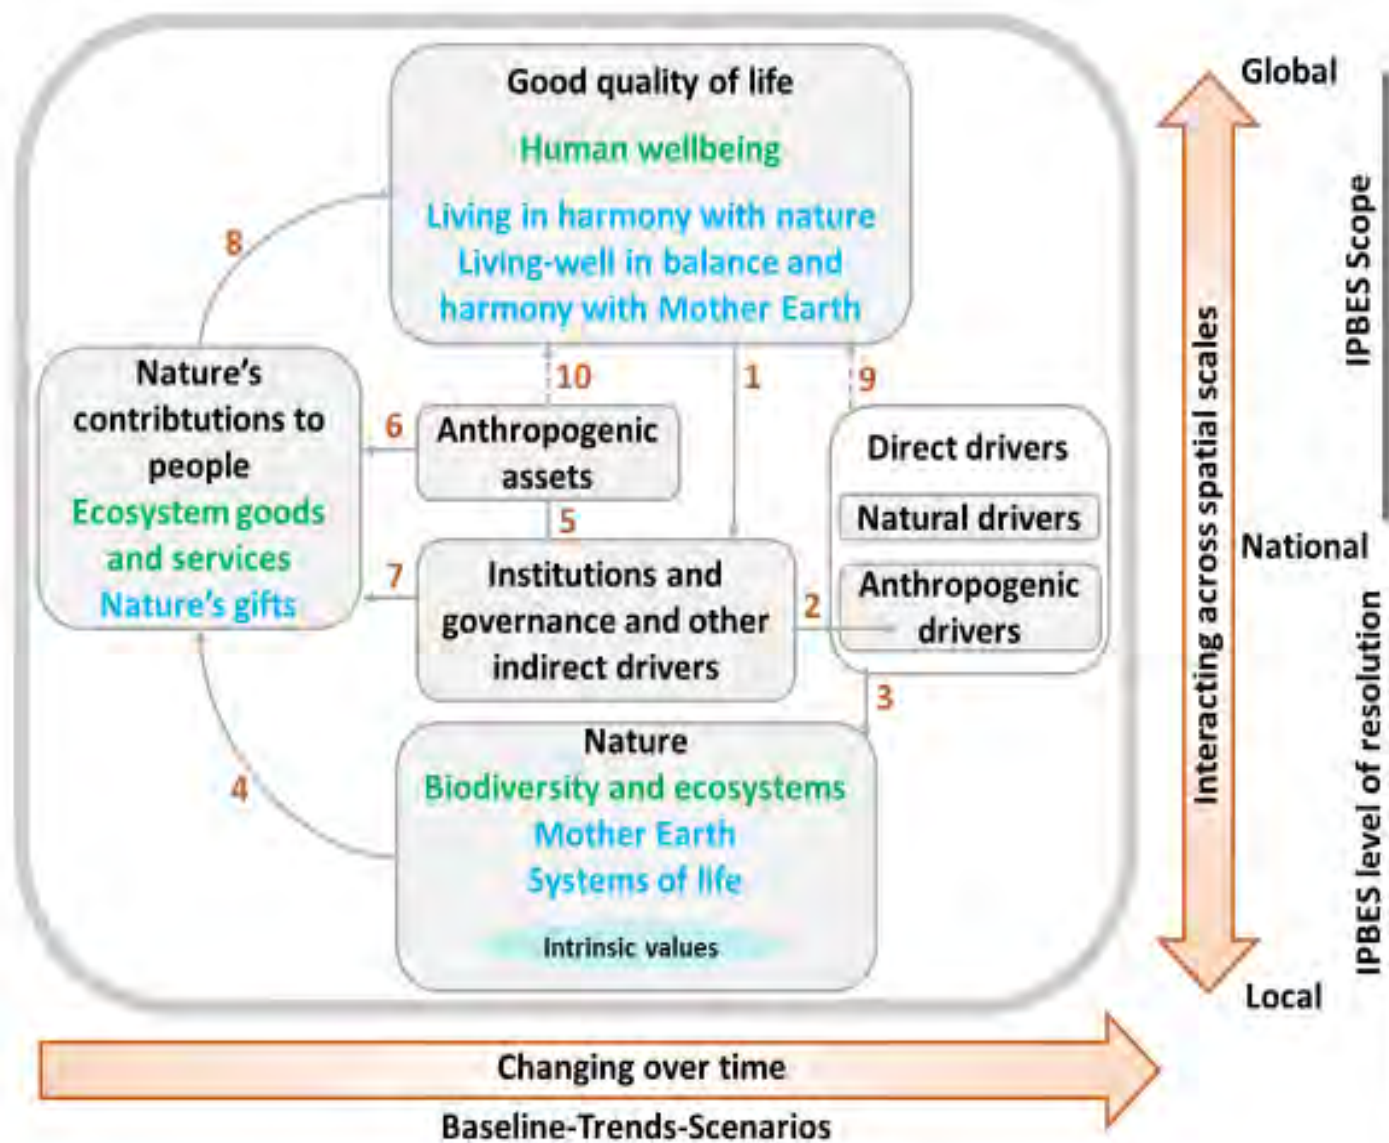 Good quality of life
Human wellbeing
Living in harmony with nature
Living-well in balance and
harmony with Mother Earth
8
10
1
9
Nature's
contribtutions to
people
Ecosystem goods
and services
Nature's gifts
6
Anthropogenic
assets
5
7
Institutions and
governance and other
indirect drivers
2
Direct drivers
Natural drivers
Anthropogenic
drivers
3
4
Nature
Biodiversity and ecosystems
Mother Earth
Systems of life
Intrinsic values
Changing over time
Baseline-Trends-Scenarios
Interacting across spatial scales
Global
National
Local
IPBES Scope
IPBES level of resolution